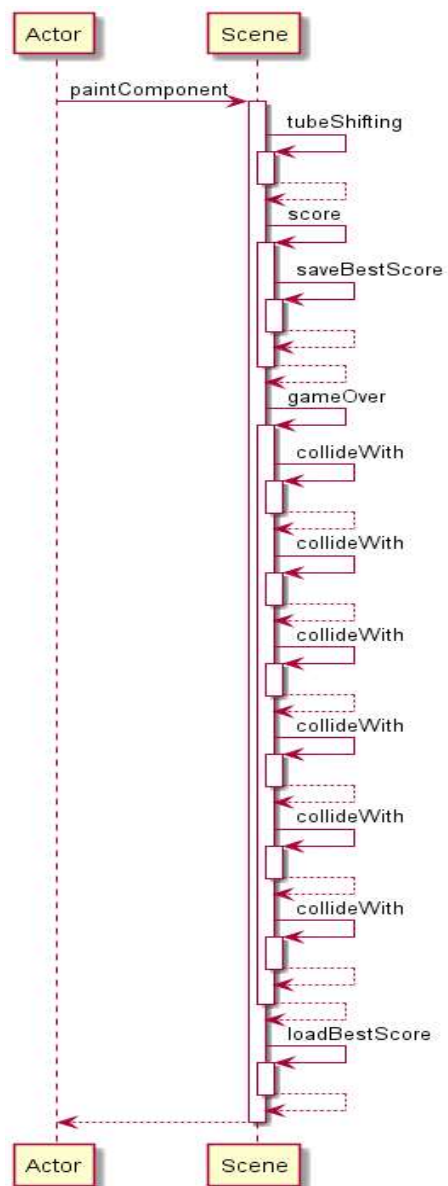 Actor Scene
paintComponent
tubeShifting
score
saveBestScore
gameOver
collideWith
collideWith
collideWith
collideWith
collideWith
collideWith
loadBestScore
Actor Scene